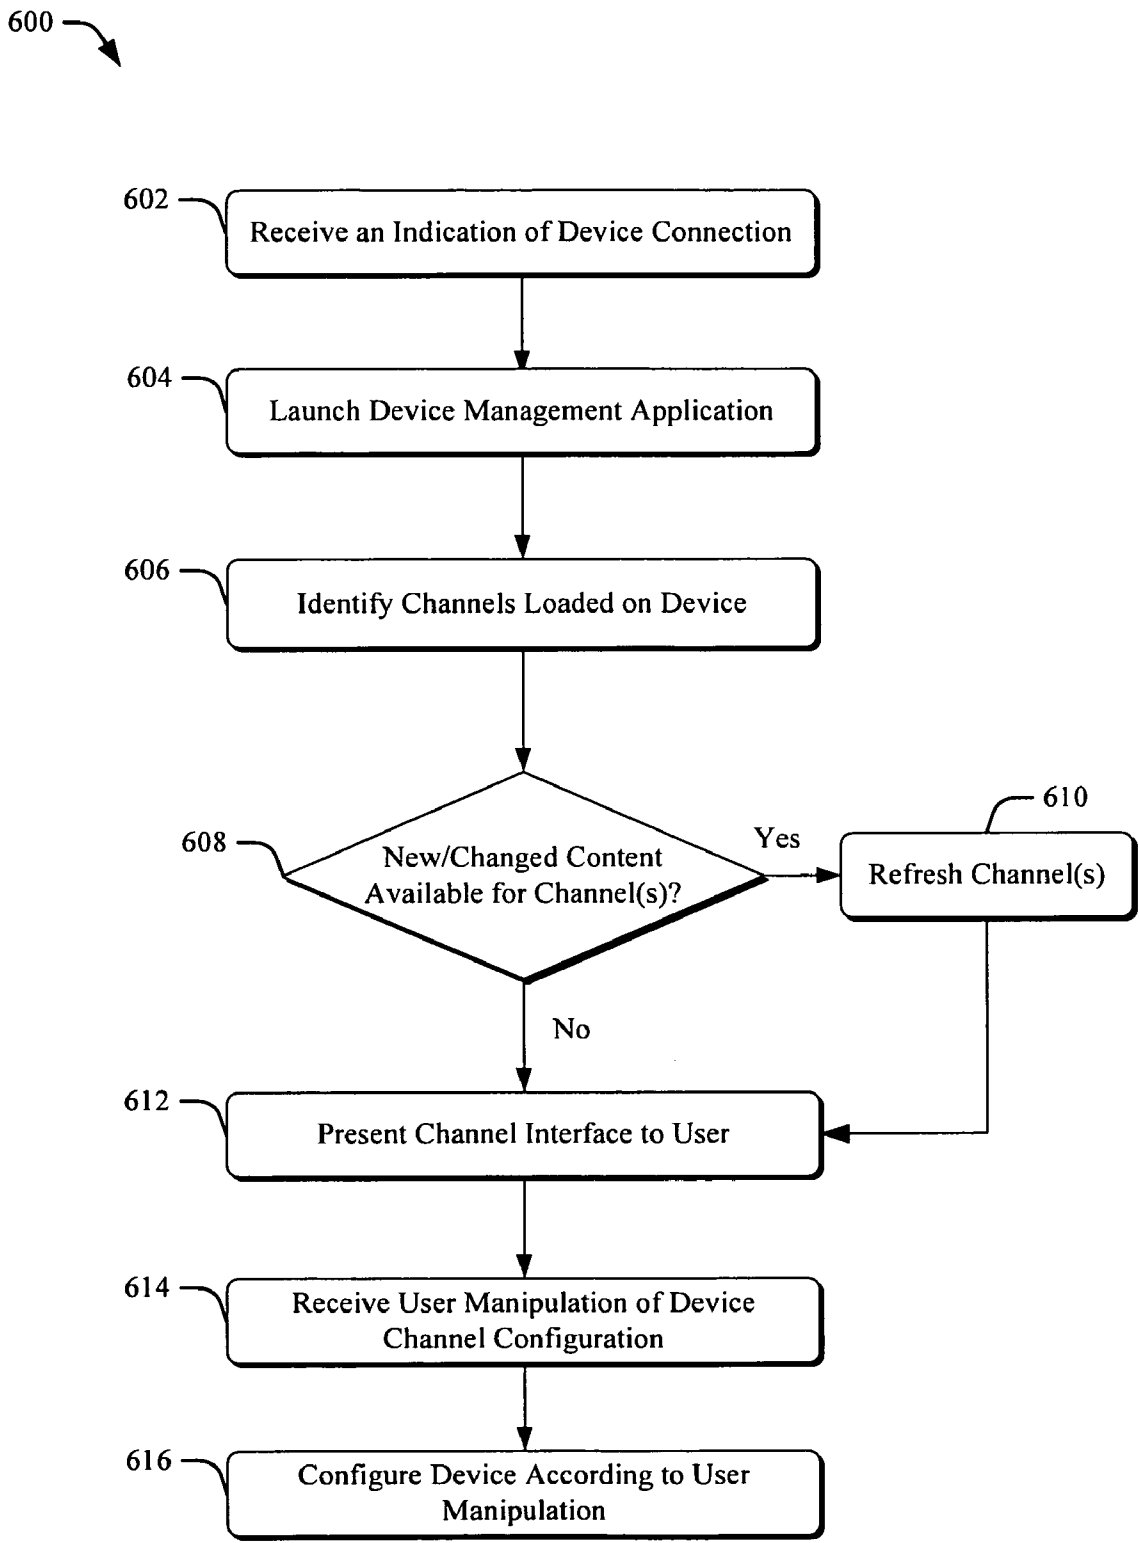 600
602
Receive an Indication of Device Connection
604
Launch Device Management Application
606
Identify Channels Loaded on Device
608
New/Changed Content
Available for Channel(s)?
Yes
610
Refresh Channel(s)
No
612
Present Channel Interface to User
614
Receive User Manipulation of Device
Channel Configuration
616
Configure Device According to User
Manipulation